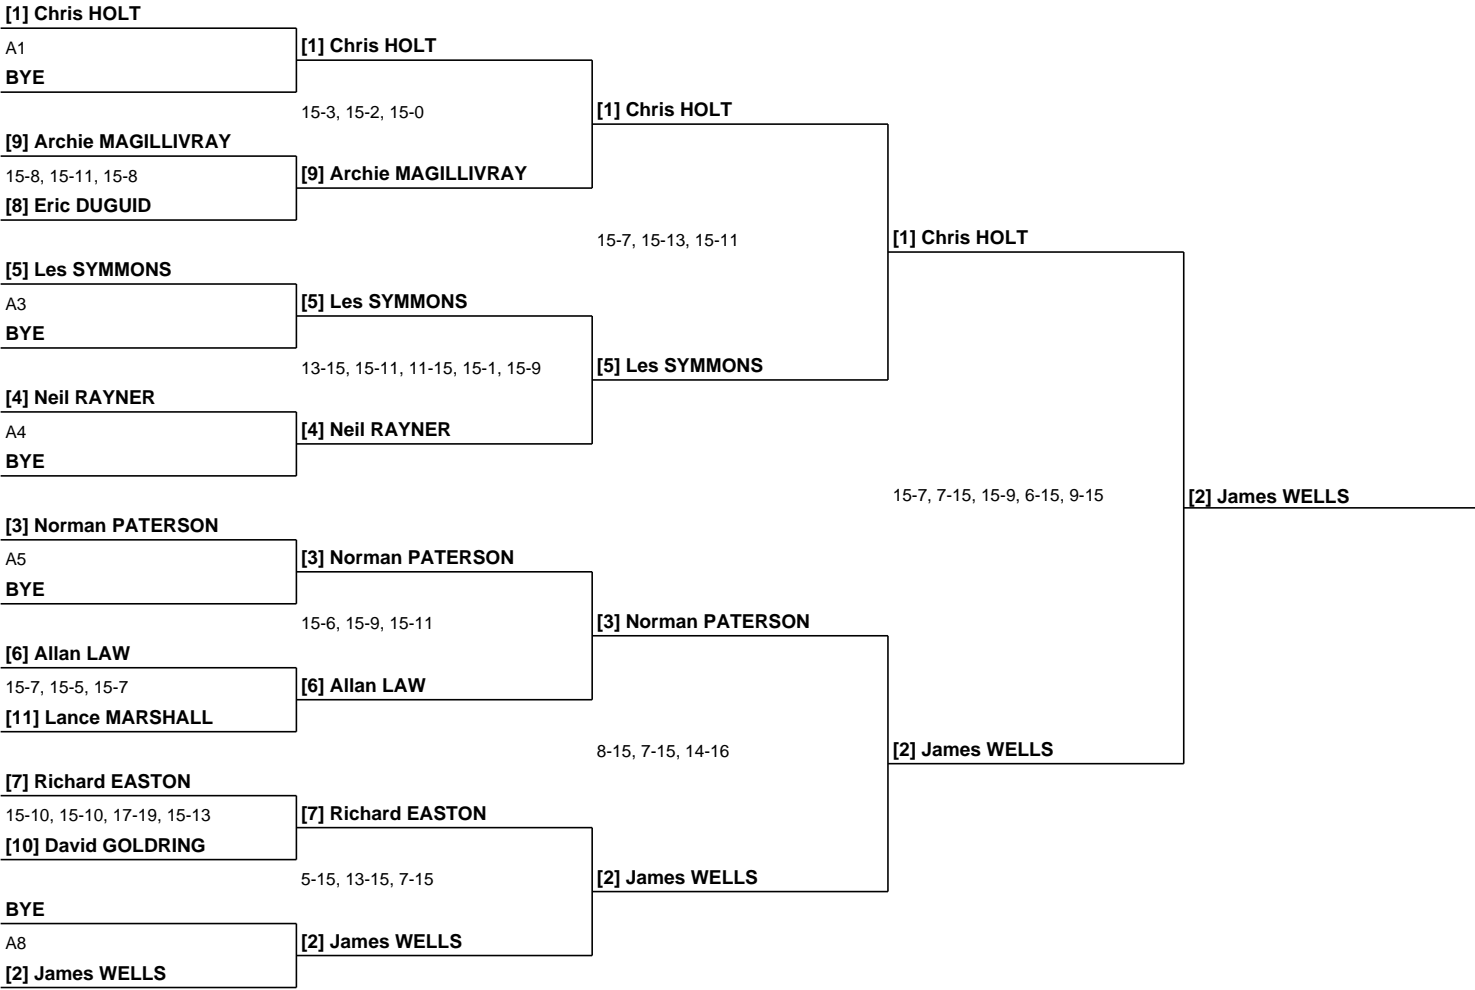 [1] Chris HOLT
A1
BYE
[9] Archie MAGILLIVRAY
15-8, 15-11, 15-8
[8] Eric DUGUID
[5] Les SYMMONS
A3
BYE
[4] Neil RAYNER
A4
BYE
[3] Norman PATERSON
A5
BYE
[6] Allan LAW
15-7, 15-5, 15-7
[11] Lance MARSHALL
[7] Richard EASTON
15-10, 15-10, 17-19, 15-13
[10] David GOLDRING
BYE
A8
[2] James WELLS
[1] Chris HOLT
15-3, 15-2, 15-0
[9] Archie MAGILLIVRAY
[5] Les SYMMONS
13-15, 15-11, 11-15, 15-1, 15-9
[4] Neil RAYNER
[3] Norman PATERSON
15-6, 15-9, 15-11
[6] Allan LAW
[7] Richard EASTON
5-15, 13-15, 7-15
[2] James WELLS
[1] Chris HOLT
15-7, 15-13, 15-11
[5] Les SYMMONS
[3] Norman PATERSON
8-15, 7-15, 14-16
[2] James WELLS
[1] Chris HOLT
15-7, 7-15, 15-9, 6-15, 9-15
[2] James WELLS
[2] James WELLS